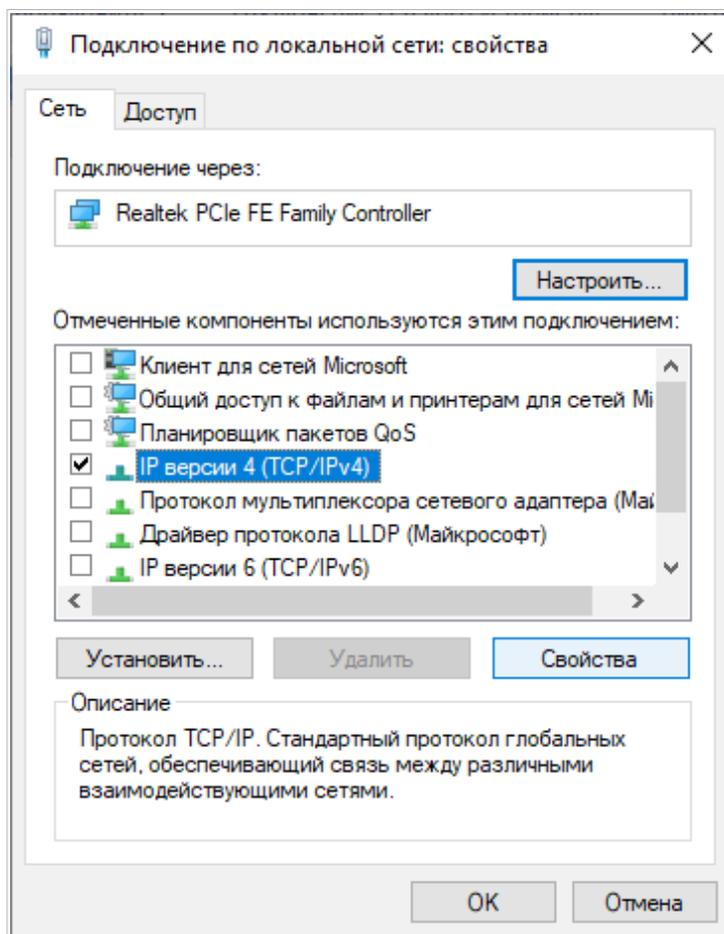 Подключение по локальной сети: свойства
Сеть Доступ
Подключение через:
Realtek PCIe FE Family Controller
Настроить...
Отмеченные компоненты используются этим подключением:
Клиент для сетей Microsoft
Общий доступ к файлам и принтерам для сетей Mi
Планировщик пакетов QoS
IP версии 4 (TCP/IPv4)
Протокол мультиплексора сетевого адаптера (Май
Драйвер протокола LLDP (Майкрософт)
IP версии 6 (TCP/IPv6)
Установить... Удалить Свойства
Описание
Протокол TCP/IP. Стандартный протокол глобальных
сетей, обеспечивающий связь между различными
взаимодействующими сетями.
OK Отмена